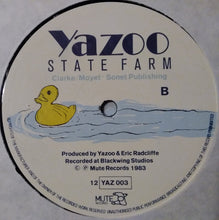 Yazoo
STATE FARM
Clarke/Moyet Sonet Publishing
B
Produced by Yazoo & Eric Radcliffe
Recorded at Blackwing Studios
© ℗ Mute Records 1983
12 YAZ 003
MUTE